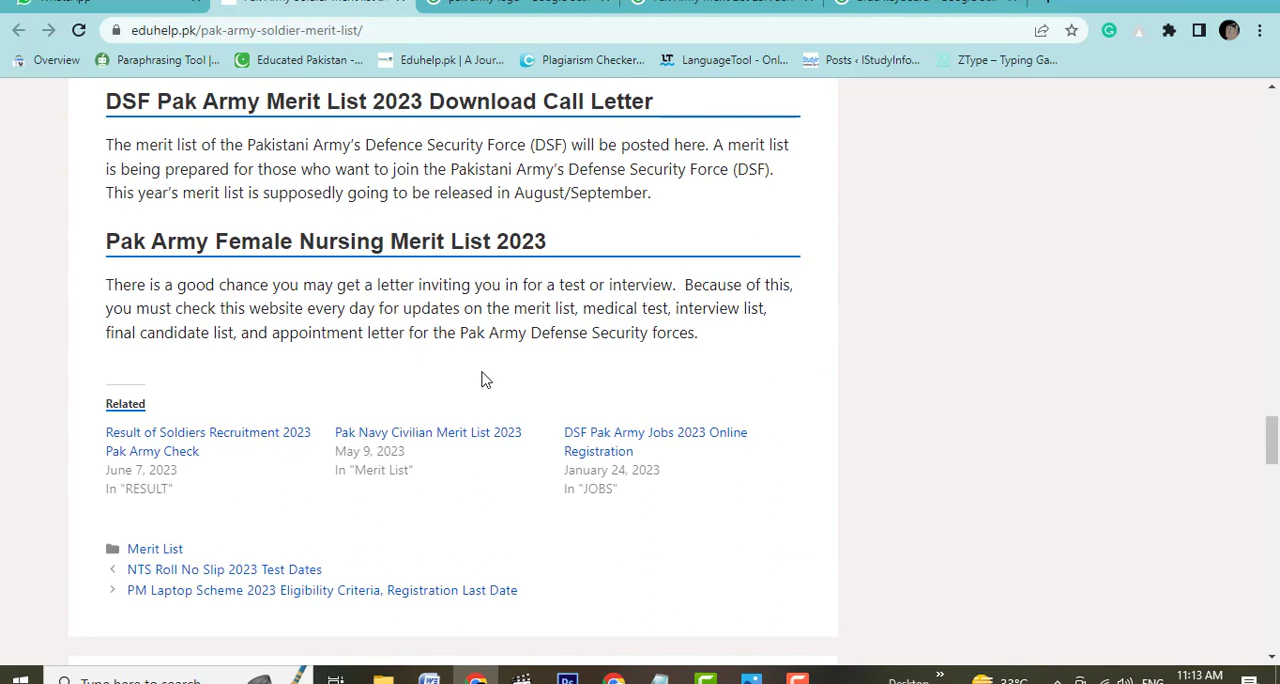 eduhelp.pk/pak-army-soldier-merit-list/
Overview
Paraphrasing Tool |...
Educated Pakistan -...
Eduhelp.pk | A Jour...
Plagiarism Checker...
LanguageTool - Onl...
Posts ‹ IStudyInfo...
ZType – Typing Ga...
DSF Pak Army Merit List 2023 Download Call Letter
The merit list of the Pakistani Army’s Defence Security Force (DSF) will be posted here. A merit list
is being prepared for those who want to join the Pakistani Army’s Defense Security Force (DSF).
This year’s merit list is supposedly going to be released in August/September.
Pak Army Female Nursing Merit List 2023
There is a good chance you may get a letter inviting you in for a test or interview.  Because of this,
you must check this website every day for updates on the merit list, medical test, interview list,
final candidate list, and appointment letter for the Pak Army Defense Security forces.
Related
Result of Soldiers Recruitment 2023
Pak Army Check
June 7, 2023
In "RESULT"
Pak Navy Civilian Merit List 2023
May 9, 2023
In "Merit List"
DSF Pak Army Jobs 2023 Online
Registration
January 24, 2023
In "JOBS"
Merit List
NTS Roll No Slip 2023 Test Dates
PM Laptop Scheme 2023 Eligibility Criteria, Registration Last Date
Type here to search
Desktop
33°C
ENG
11:13 AM